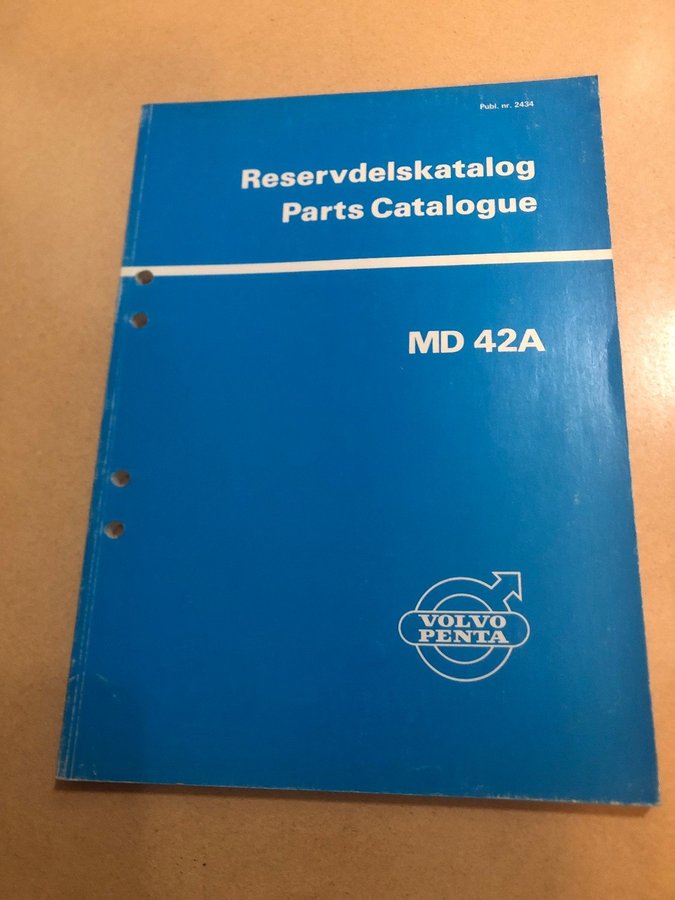 Publ. nr. 2434
Reservdelskatalog
Parts Catalogue
MD 42A
VOLVO
PENTA